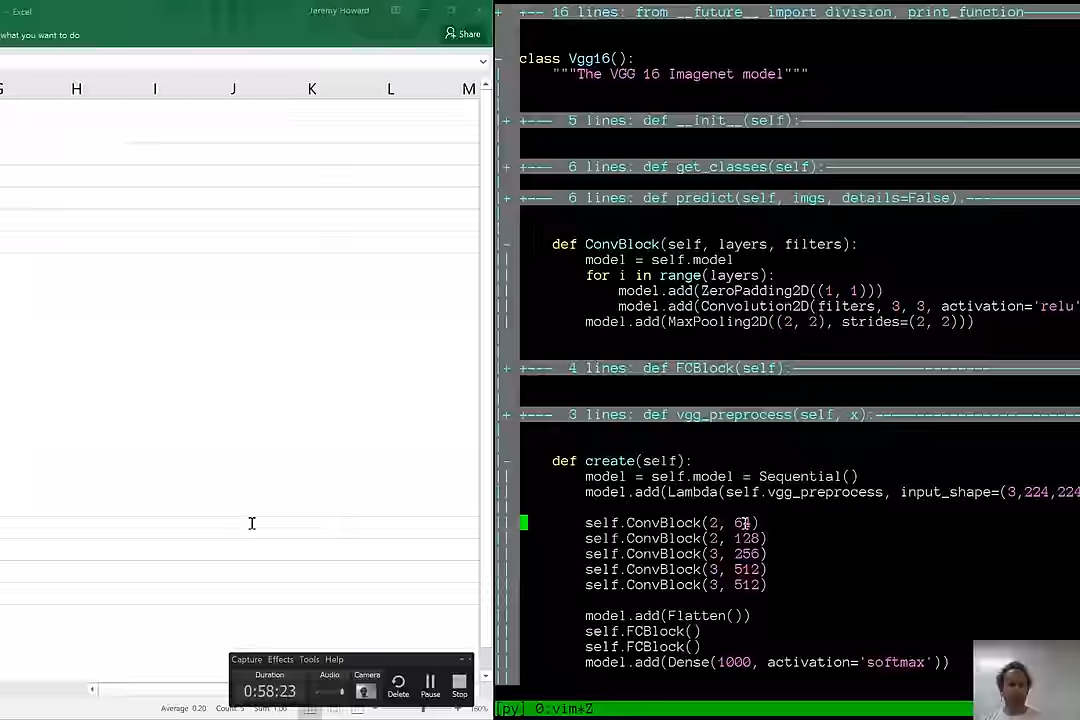 Excel
Jeremy Howard
what you want to do
Share
G H I J K L M
Capture Effects Tools Help
Duration
Audio
Camera
0:58:23
Delete
Pause
Stop
Average 0.20
160%
+-- 16 lines: from __future__ import division, print_function
class Vgg16():
"""The VGG 16 Imagenet model"""
+--- 5 lines: def __init__(self):
+--- 6 lines: def get_classes(self):
+--- 6 lines: def predict(self, imgs, details=False).
def ConvBlock(self, layers, filters):
model = self.model
for i in range(layers):
model.add(ZeroPadding2D((1, 1)))
model.add(Convolution2D(filters, 3, 3, activation='relu'
model.add(MaxPooling2D((2, 2), strides=(2, 2)))
+--- 4 lines: def FCBlock(self):
+--- 3 lines: def vgg_preprocess(self, x):
def create(self):
model = self.model = Sequential()
model.add(Lambda(self.vgg_preprocess, input_shape=(3,224,224
self.ConvBlock(2, 64)
self.ConvBlock(2, 128)
self.ConvBlock(3, 256)
self.ConvBlock(3, 512)
self.ConvBlock(3, 512)
model.add(Flatten())
self.FCBlock()
self.FCBlock()
model.add(Dense(1000, activation='softmax'))
[py] 0:vim*Z